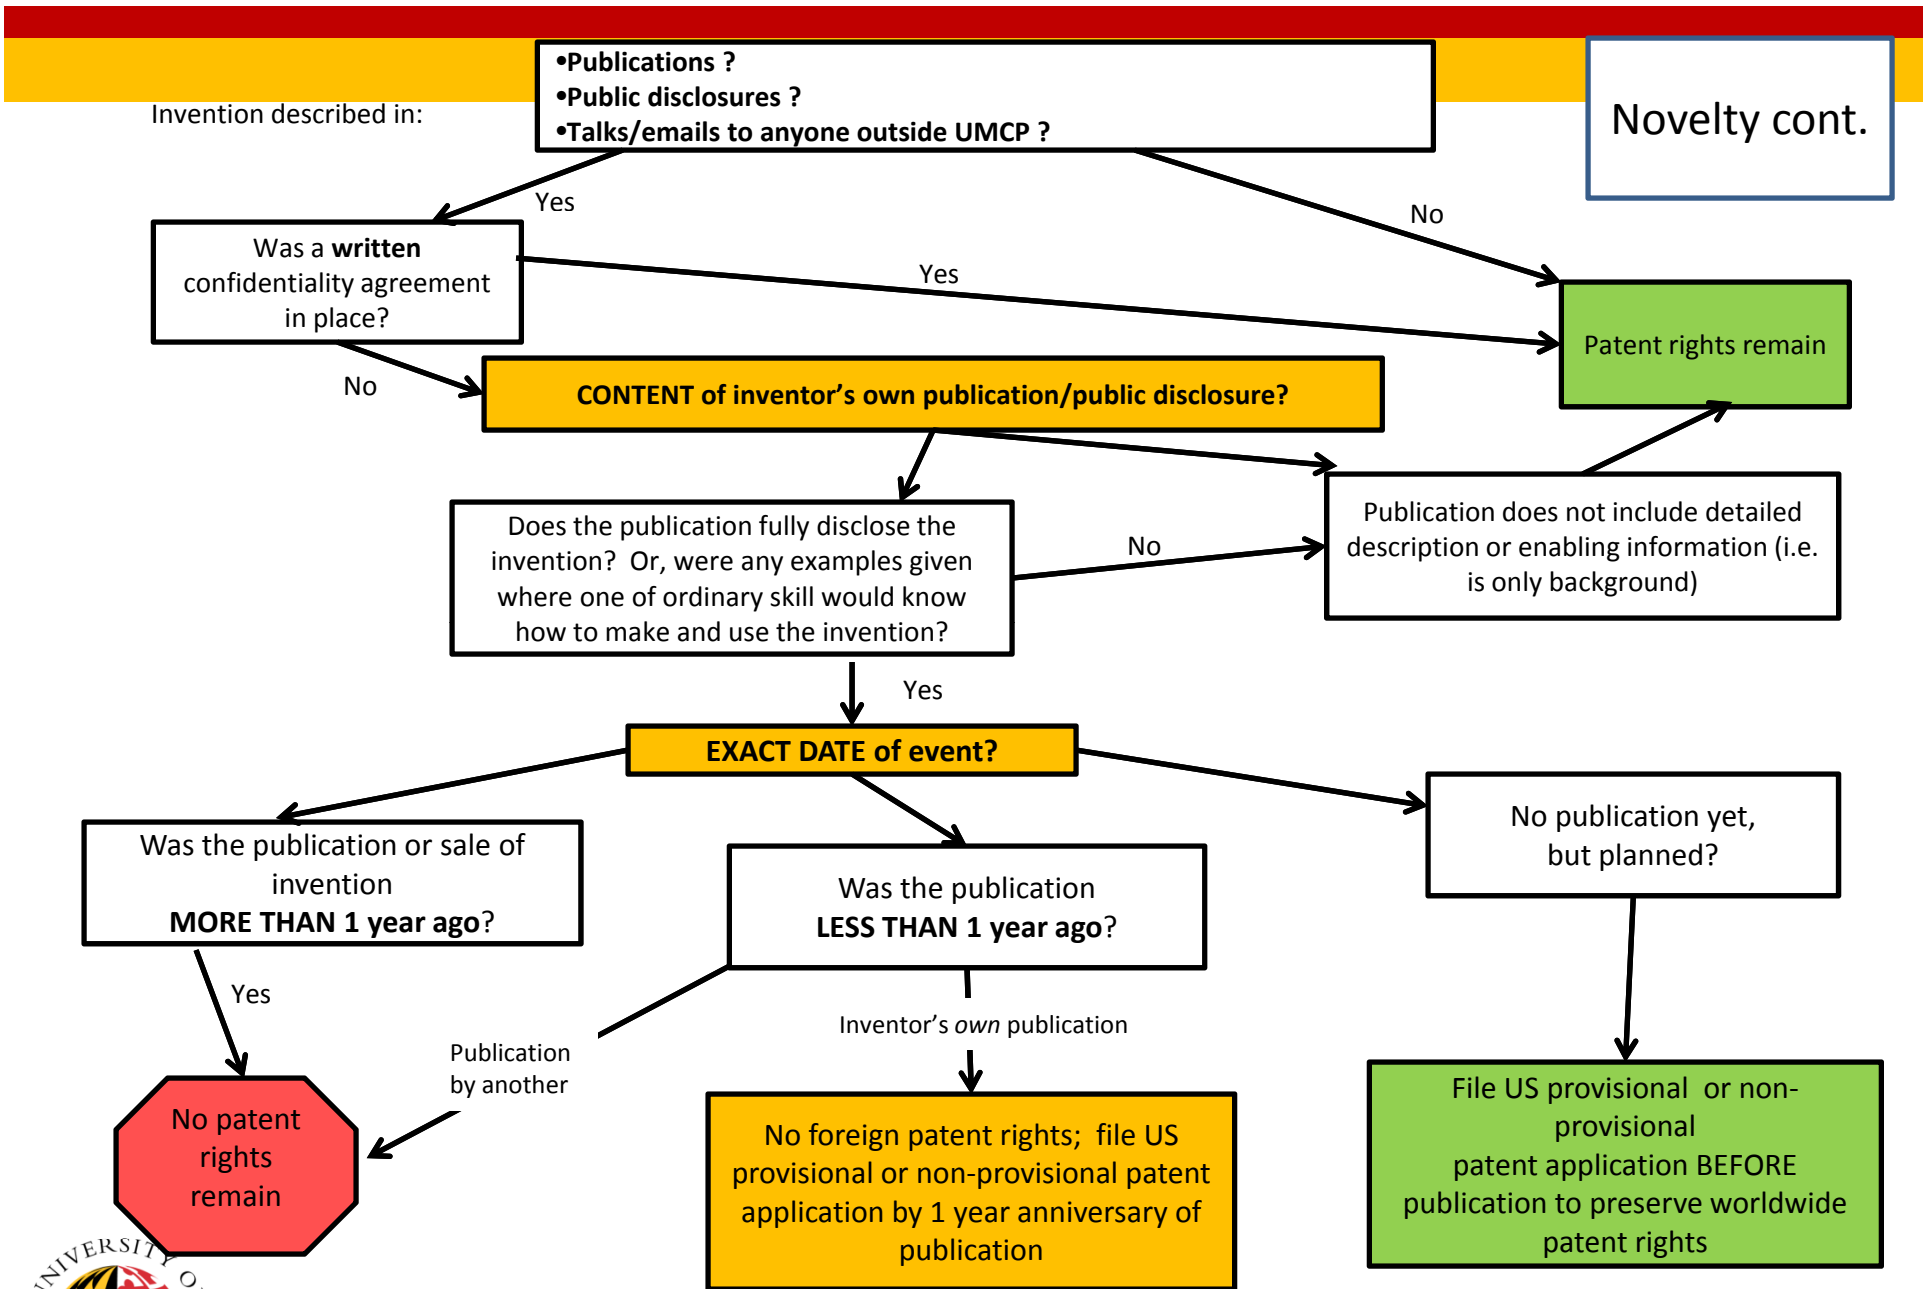 •Publications ?
•Public disclosures ?
•Talks/emails to anyone outside UMCP ?
Novelty cont.
Invention described in:
Yes
No
Was a written
confidentiality agreement
in place?
Yes
Patent rights remain
No
CONTENT of inventor’s own publication/public disclosure?
Does the publication fully disclose the
invention? Or, were any examples given
where one of ordinary skill would know
how to make and use the invention?
No
Publication does not include detailed
description or enabling information (i.e.
is only background)
Yes
EXACT DATE of event?
Was the publication or sale of
invention
MORE THAN 1 year ago?
Was the publication
LESS THAN 1 year ago?
No publication yet,
but planned?
Yes
Publication
by another
Inventor’s own publication
No patent
rights
remain
No foreign patent rights; file US
provisional or non-provisional patent
application by 1 year anniversary of
publication
File US provisional or non-
provisional
patent application BEFORE
publication to preserve worldwide
patent rights
UNIVERSITY O